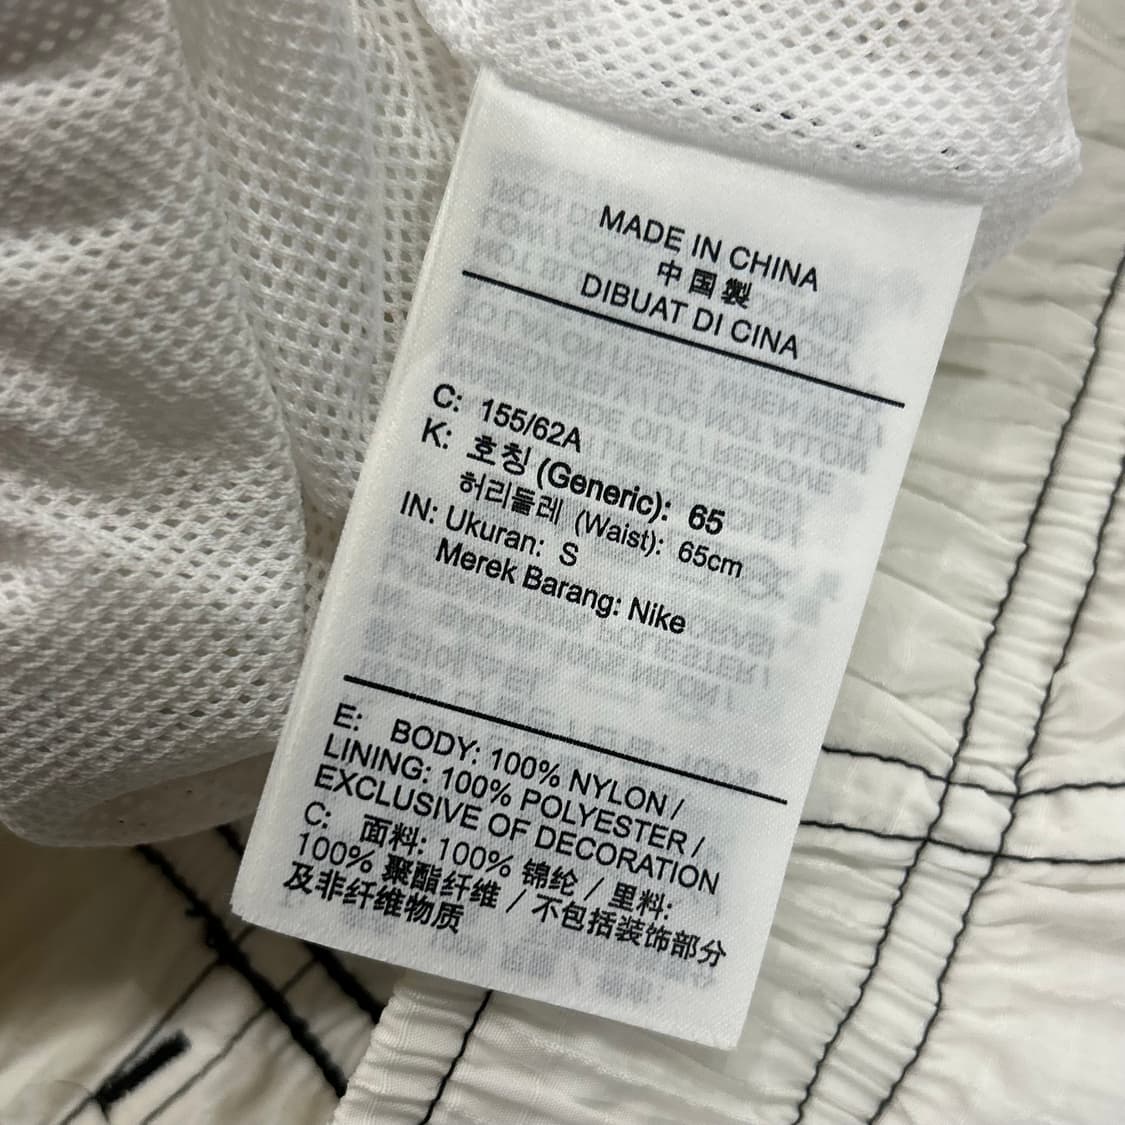 MADE IN CHINA
中国製
DIBUAT DI CINA
C: 155/62A
K: 호칭 (Generic): 65
허리둘레 (Waist): 65cm
IN: Ukuran: S
Merek Barang: Nike
E: BODY: 100% NYLON /
LINING: 100% POLYESTER /
EXCLUSIVE OF DECORATION
C: 面料: 100% 锦纶 / 里料:
100% 聚酯纤维 / 不包括装饰部分
及非纤维物质